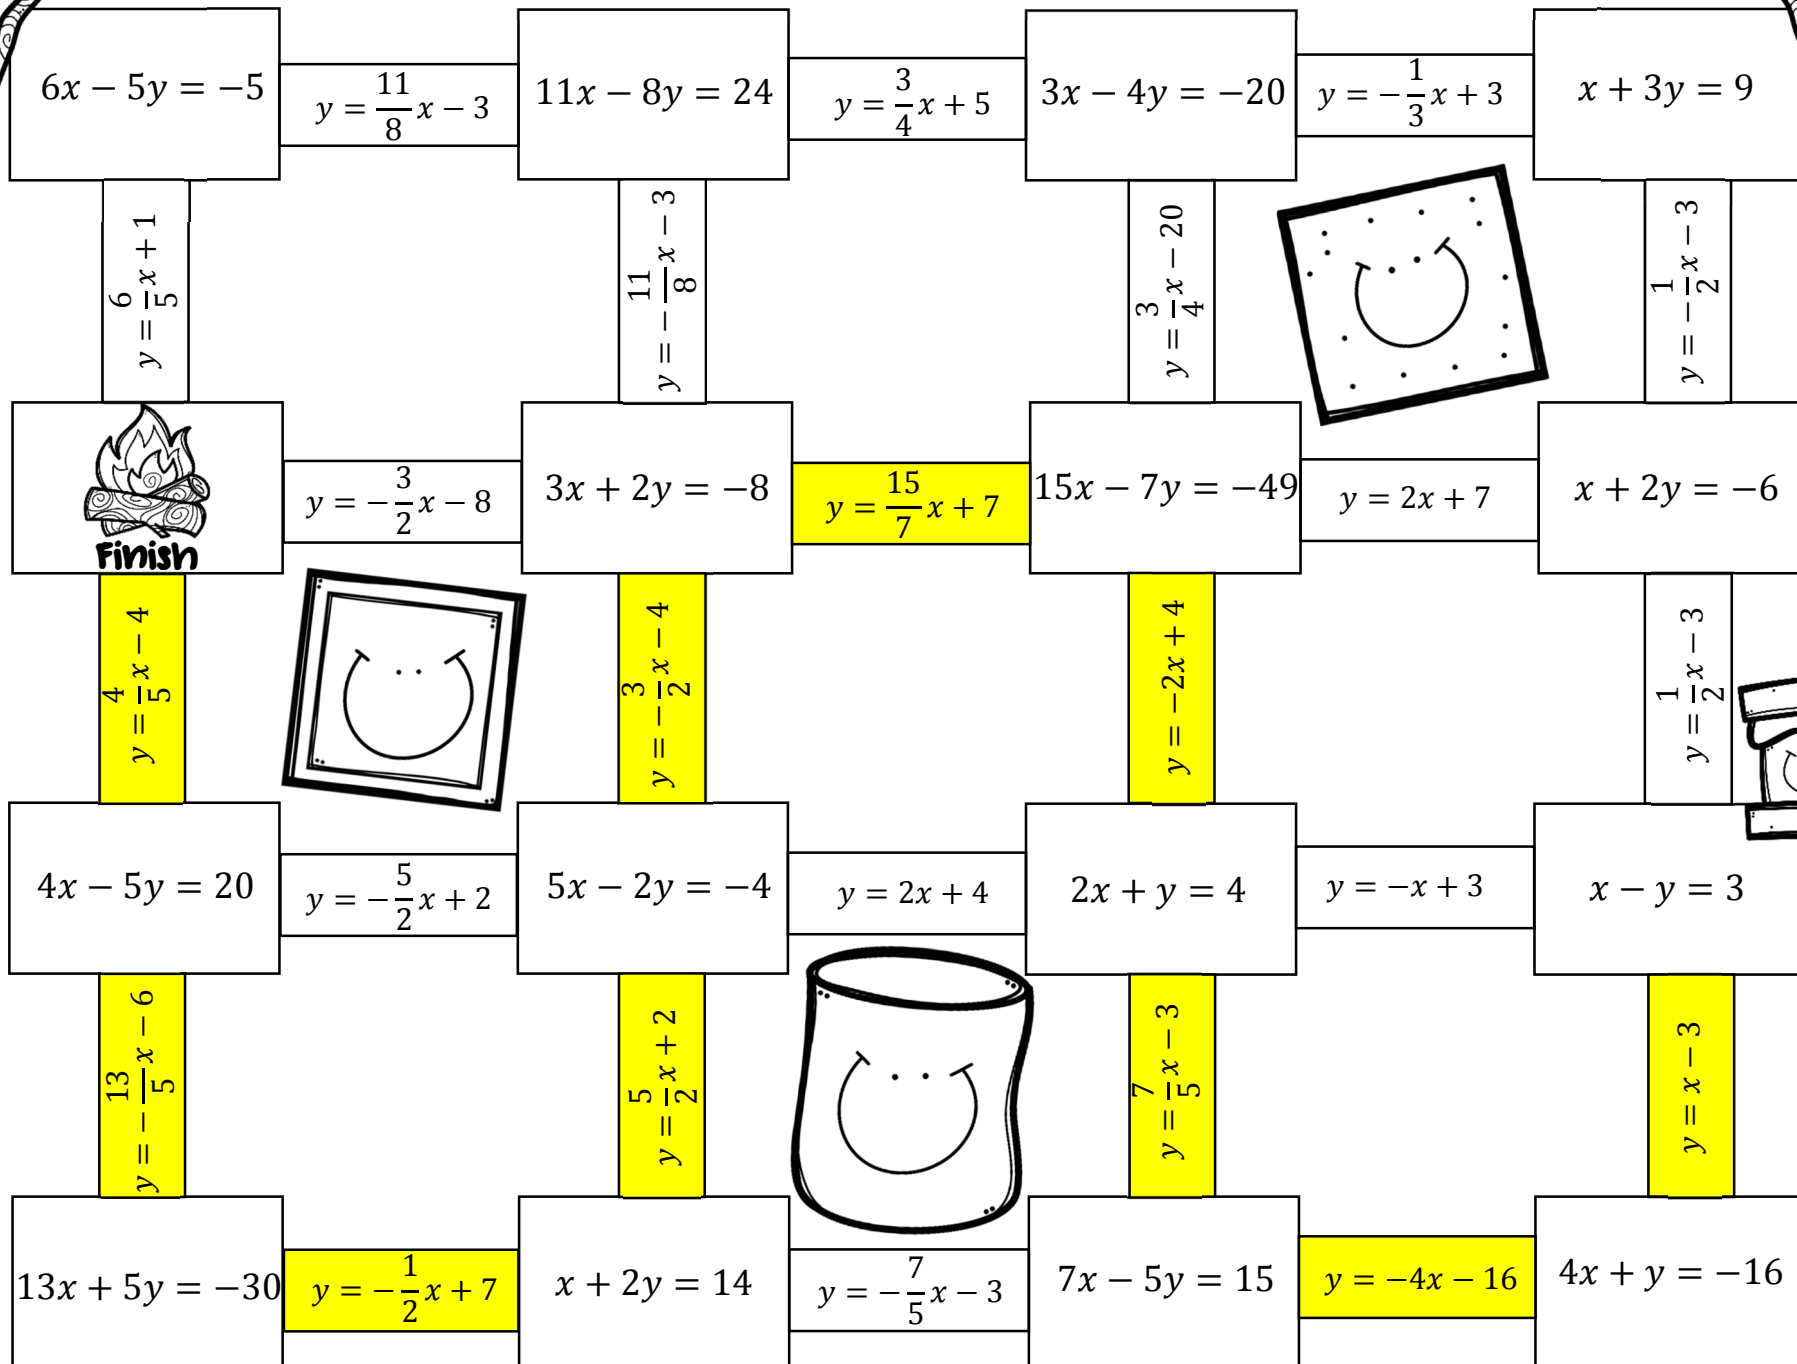 6x − 5y = −5
y = 11/8 x − 3
11x − 8y = 24
y = 3/4 x + 5
3x − 4y = −20
y = −1/3 x + 3
x + 3y = 9
y = 6/5 x + 1
y = −11/8 x − 3
y = 3/4 x − 20
y = −1/2 x − 3
Finish
y = −3/2 x − 8
3x + 2y = −8
y = 15/7 x + 7
15x − 7y = −49
y = 2x + 7
x + 2y = −6
y = 4/5 x − 4
y = −3/2 x − 4
y = −2x + 4
y = 1/2 x − 3
4x − 5y = 20
y = −5/2 x + 2
5x − 2y = −4
y = 2x + 4
2x + y = 4
y = −x + 3
x − y = 3
y = −13/5 x − 6
y = 5/2 x + 2
y = 7/5 x − 3
y = x − 3
13x + 5y = −30
y = −1/2 x + 7
x + 2y = 14
y = −7/5 x − 3
7x − 5y = 15
y = −4x − 16
4x + y = −16